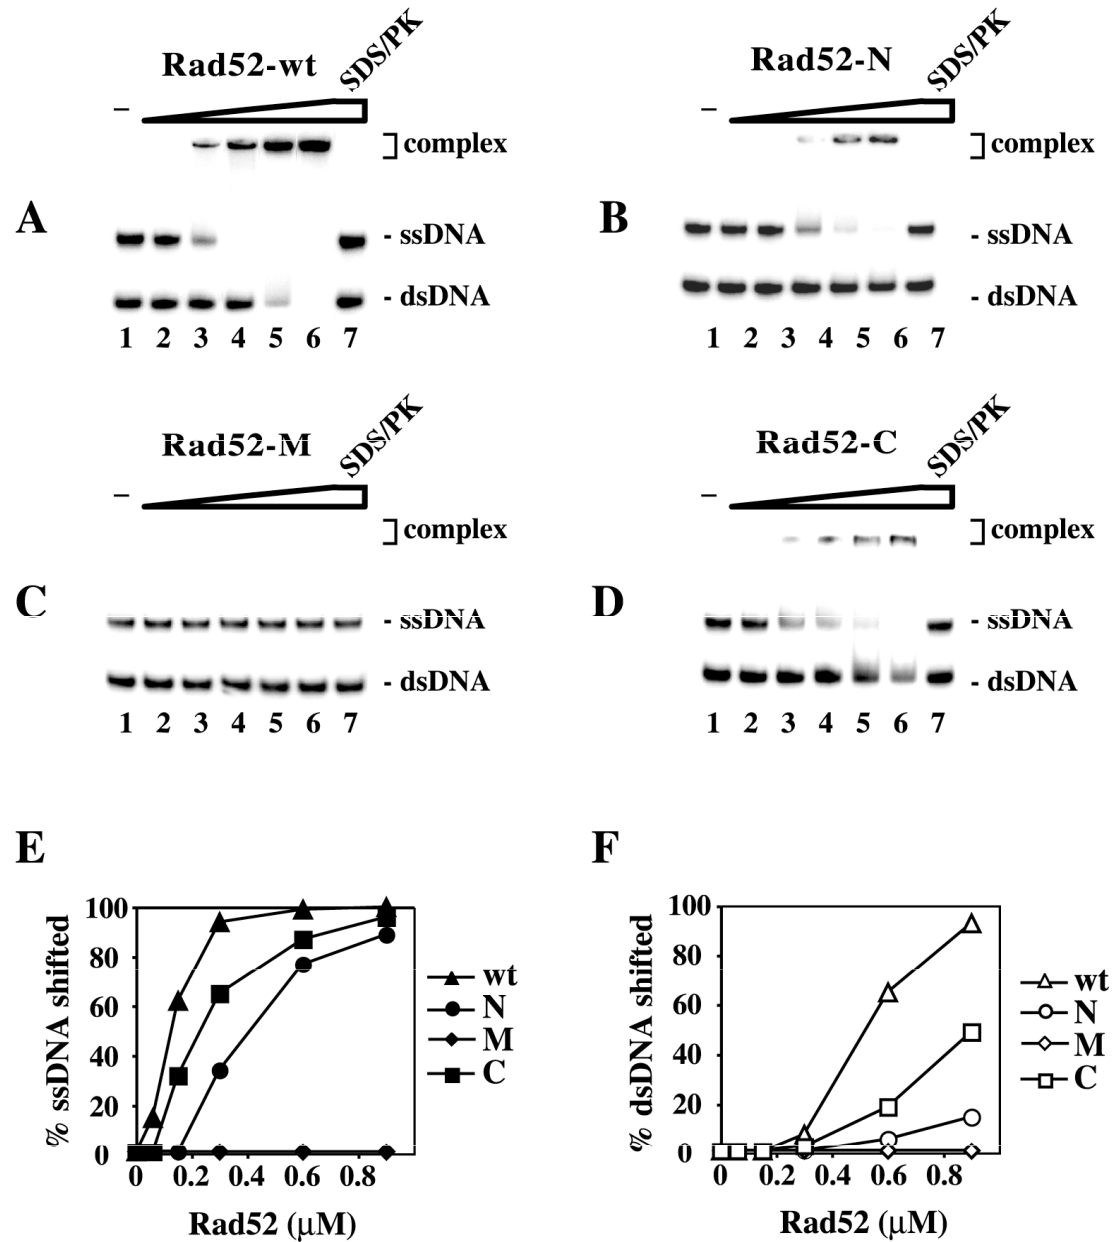 Rad52-wt
SDS/PK
–
complex
A
- ssDNA
- dsDNA
1 2 3 4 5 6 7
Rad52-N
SDS/PK
–
complex
B
- ssDNA
- dsDNA
1 2 3 4 5 6 7
Rad52-M
SDS/PK
–
complex
C
- ssDNA
- dsDNA
1 2 3 4 5 6 7
Rad52-C
SDS/PK
–
complex
D
- ssDNA
- dsDNA
1 2 3 4 5 6 7
E
% ssDNA shifted
100
80
60
40
20
0
0 0.2 0.4 0.6 0.8
Rad52 (μM)
wt
N
M
C
F
% dsDNA shifted
100
80
60
40
20
0
0 0.2 0.4 0.6 0.8
Rad52 (μM)
wt
N
M
C